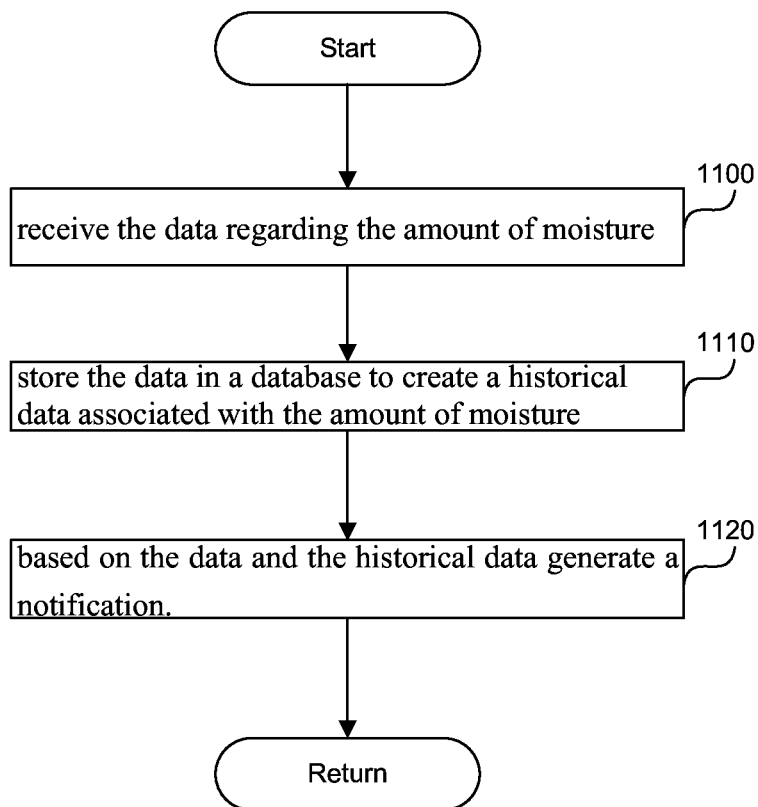 Start
1100
receive the data regarding the amount of moisture
1110
store the data in a database to create a historical
data associated with the amount of moisture
1120
based on the data and the historical data generate a
notification.
Return